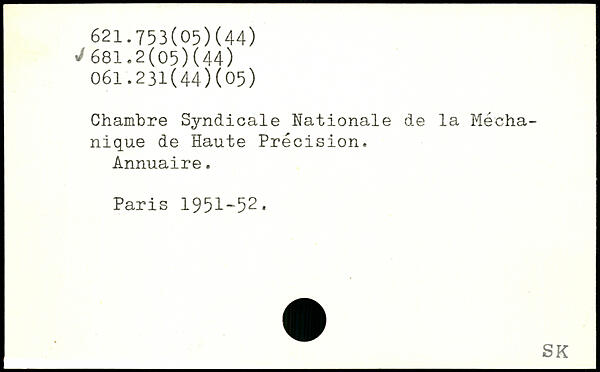 621.753(05)(44)
✓ 681.2(05)(44)
061.231(44)(05)
Chambre Syndicale Nationale de la Mécha-
nique de Haute Précision.
Annuaire.
Paris 1951-52.
SK